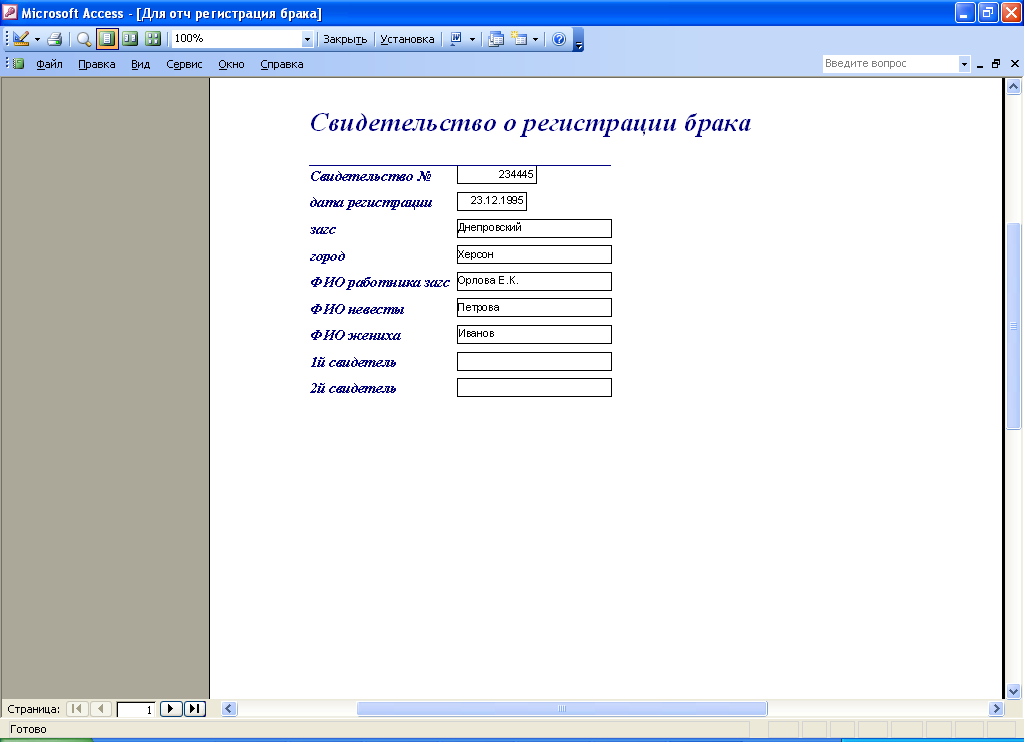 Microsoft Access - [Для отч регистрация брака]
100% Закрыть Установка
Файл Правка Вид Сервис Окно Справка Введите вопрос
Свидетельство о регистрации брака
Свидетельство № 234445
дата регистрации 23.12.1995
загс Днепровский
город Херсон
ФИО работника загс Орлова Е.К.
ФИО невесты Петрова
ФИО жениха Иванов
1й свидетель
2й свидетель
Страница: 1
Готово